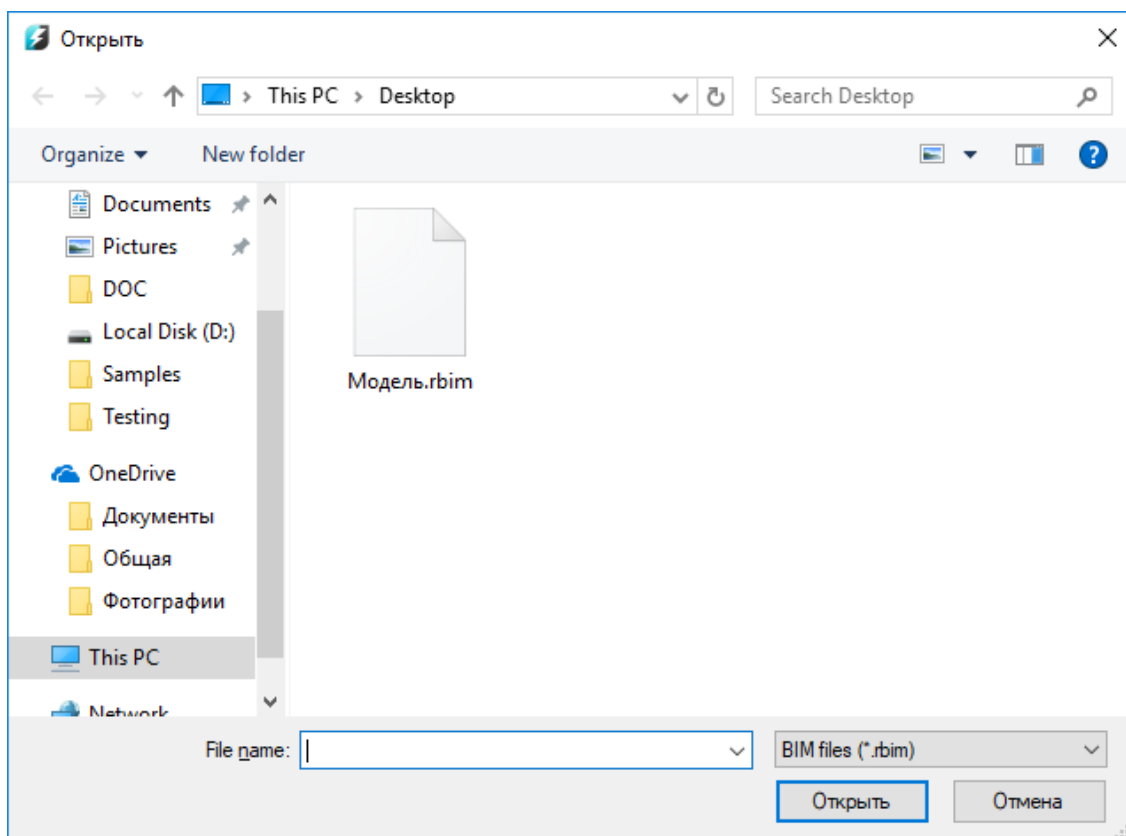 Открыть
This PC > Desktop
Search Desktop
Organize
New folder
?
Documents
Pictures
DOC
Local Disk (D:)
Samples
Testing
OneDrive
Документы
Общая
Фотографии
This PC
Network
Модель.rbim
File name:
BIM files (*.rbim)
Открыть
Отмена